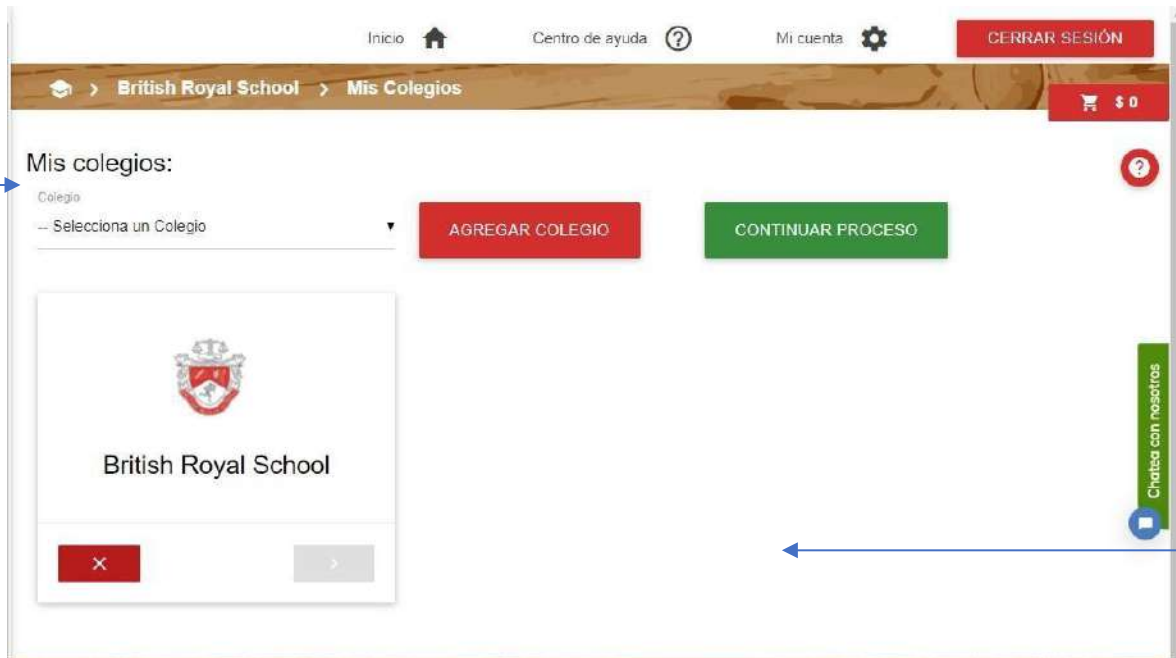 Inicio
Centro de ayuda
Mi cuenta
CERRAR SESIÓN
British Royal School > Mis Colegios
$ 0
Mis colegios:
Colegio
-- Selecciona un Colegio
AGREGAR COLEGIO
CONTINUAR PROCESO
British Royal School
Chatea con nosotros